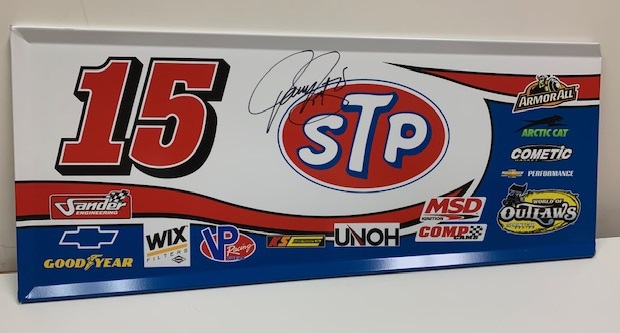 15
STP
ARMOR ALL
ARCTIC CAT
COMETIC
PERFORMANCE
Vander
ENGINEERING
WORLD OF
OUTLAWS
GOODYEAR
WIX
FILTERS
VP
Racing
UNOH
MSD
IGNITION
COMP
CAMS